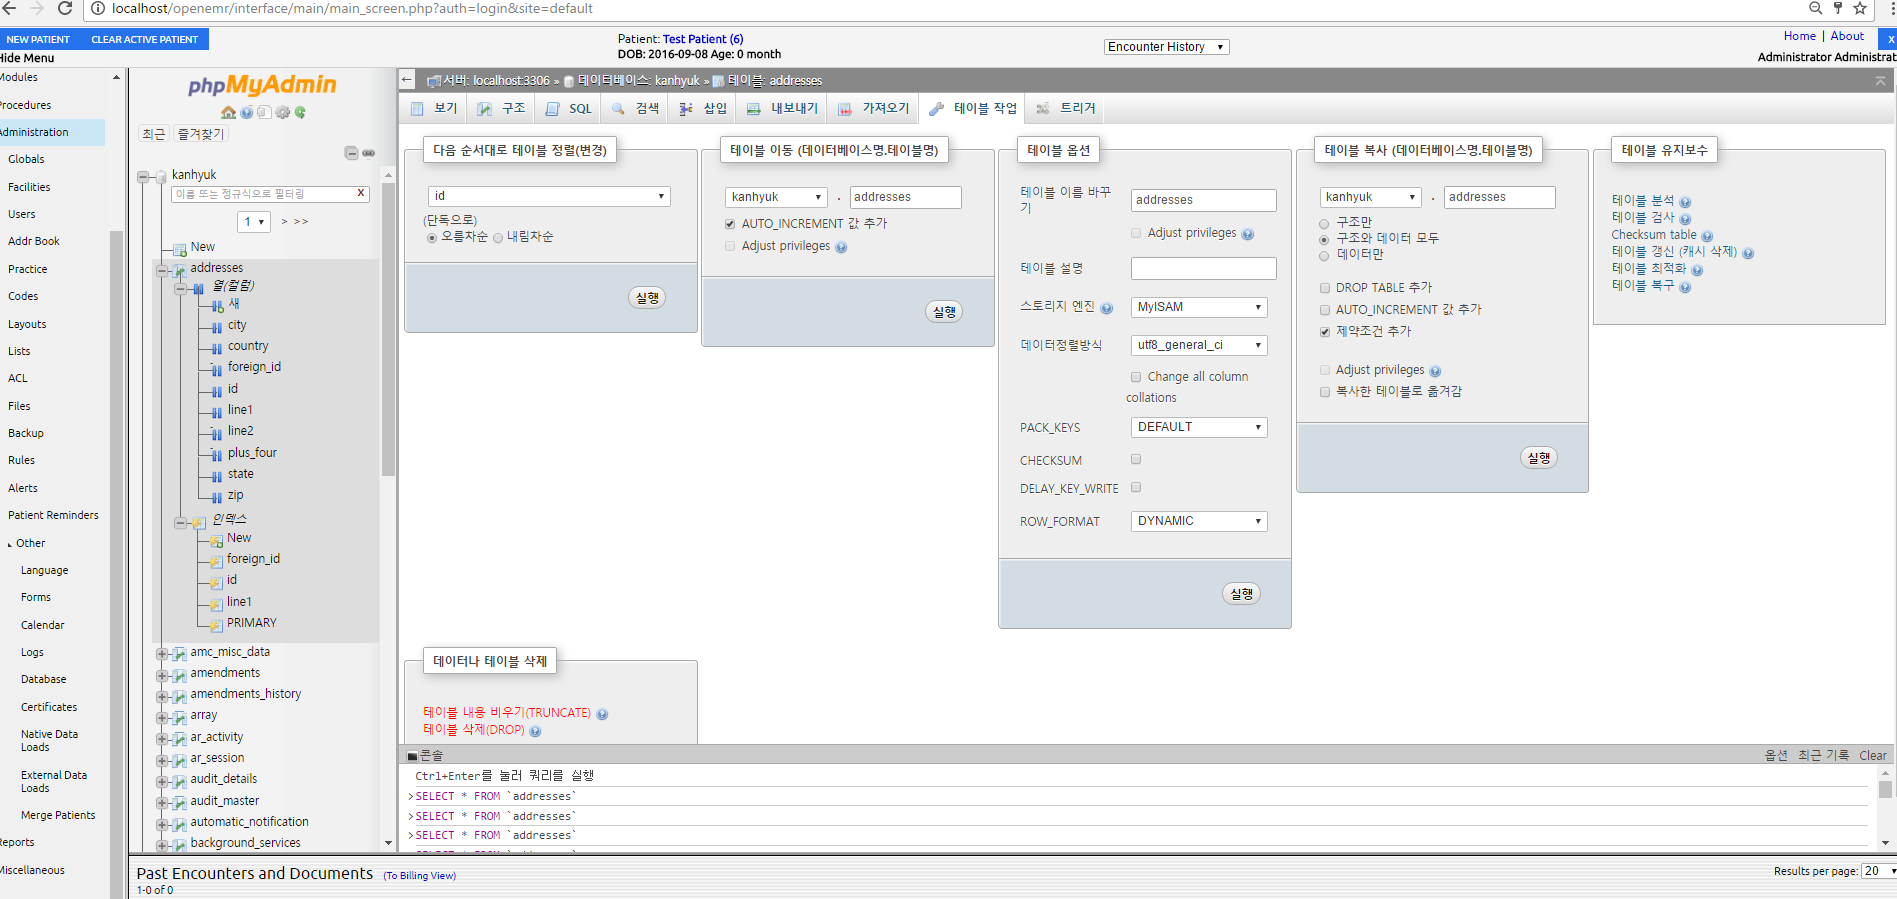 localhost/openemr/interface/main/main_screen.php?auth=login&site=default
NEW PATIENT
CLEAR ACTIVE PATIENT
Patient: Test Patient (6)
DOB: 2016-09-08 Age: 0 month
Encounter History
Home | About
x
Administrator Administrat
Hide Menu
Modules
Procedures
Administration
Globals
Facilities
Users
Addr Book
Practice
Codes
Layouts
Lists
ACL
Files
Backup
Rules
Alerts
Patient Reminders
Other
Language
Forms
Calendar
Logs
Database
Certificates
Native Data
Loads
External Data
Loads
Merge Patients
Reports
Miscellaneous
phpMyAdmin
최근 즐겨찾기
kanhyuk
이름 또는 정규식으로 필터링 X
1 > >>
New
addresses
열(컬럼)
새
city
country
foreign_id
id
line1
line2
plus_four
state
zip
인덱스
New
foreign_id
id
line1
PRIMARY
amc_misc_data
amendments
amendments_history
array
ar_activity
ar_session
audit_details
audit_master
automatic_notification
background_services
서버: localhost:3306 » 데이터베이스: kanhyuk » 테이블: addresses
보기 구조 SQL 검색 삽입 내보내기 가져오기 테이블 작업 트리거
다음 순서대로 테이블 정렬(변경)
id
(단독으로)
오름차순 내림차순
실행
테이블 이동 (데이터베이스명.테이블명)
kanhyuk . addresses
AUTO_INCREMENT 값 추가
Adjust privileges
실행
테이블 옵션
테이블 이름 바꾸
기
addresses
Adjust privileges
테이블 설명
스토리지 엔진 MyISAM
데이터정렬방식 utf8_general_ci
Change all column
collations
PACK_KEYS DEFAULT
CHECKSUM
DELAY_KEY_WRITE
ROW_FORMAT DYNAMIC
실행
테이블 복사 (데이터베이스명.테이블명)
kanhyuk . addresses
구조만
구조와 데이터 모두
데이터만
DROP TABLE 추가
AUTO_INCREMENT 값 추가
제약조건 추가
Adjust privileges
복사한 테이블로 옮겨감
실행
테이블 유지보수
테이블 분석
테이블 검사
Checksum table
테이블 갱신 (캐시 삭제)
테이블 최적화
테이블 복구
데이터나 테이블 삭제
테이블 내용 비우기(TRUNCATE)
테이블 삭제(DROP)
콘솔
옵션 최근 기록 Clear
Ctrl+Enter를 눌러 쿼리를 실행
>SELECT * FROM `addresses`
>SELECT * FROM `addresses`
>SELECT * FROM `addresses`
Past Encounters and Documents (To Billing View)
1-0 of 0
Results per page: 20